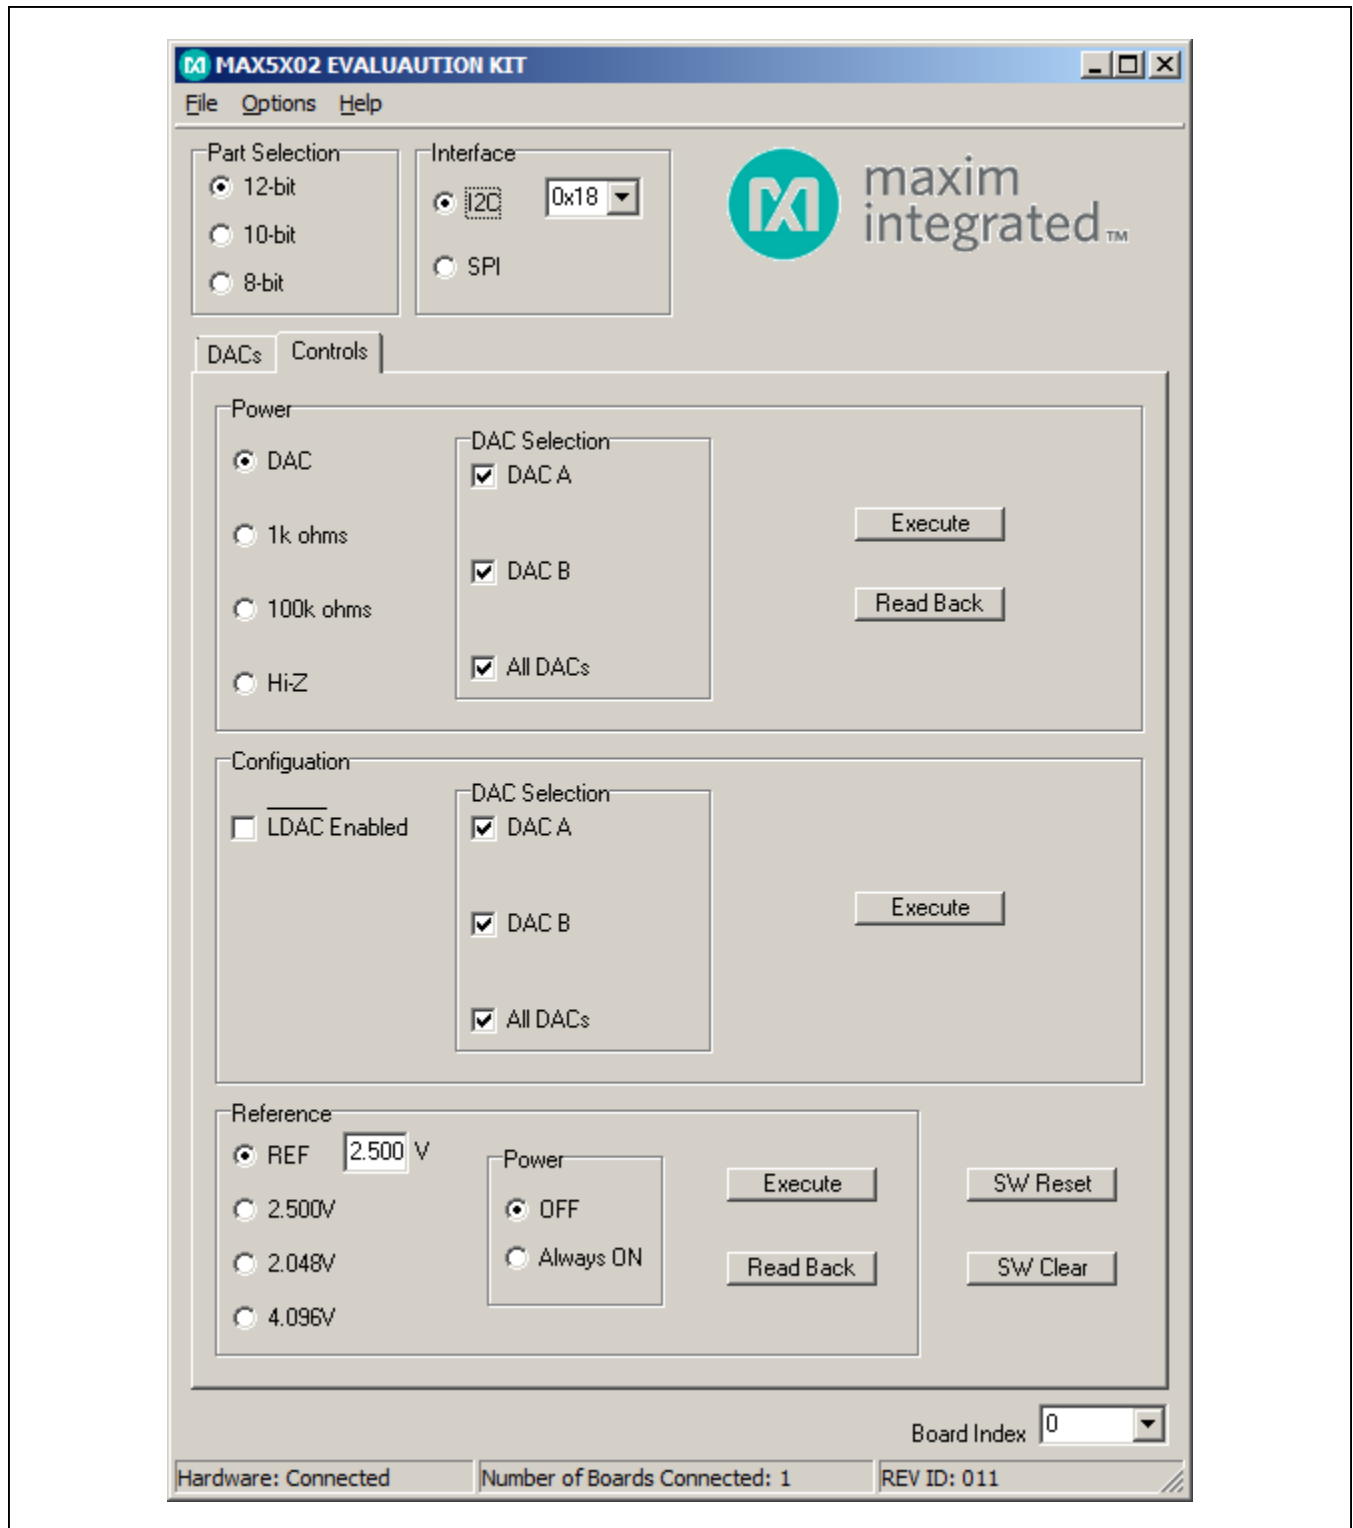 MAX5X02 EVALUAUTION KIT
File Options Help
Part Selection
12-bit
10-bit
8-bit
Interface
I2C 0x18
SPI
maxim
integrated™
DACs Controls
Power
DAC
1k ohms
100k ohms
Hi-Z
DAC Selection
DAC A
DAC B
All DACs
Execute
Read Back
Configuation
LDAC Enabled
DAC Selection
DAC A
DAC B
All DACs
Execute
Reference
REF 2.500 V
2.500V
2.048V
4.096V
Power
OFF
Always ON
Execute
Read Back
SW Reset
SW Clear
Board Index 0
Hardware: Connected Number of Boards Connected: 1 REV ID: 011